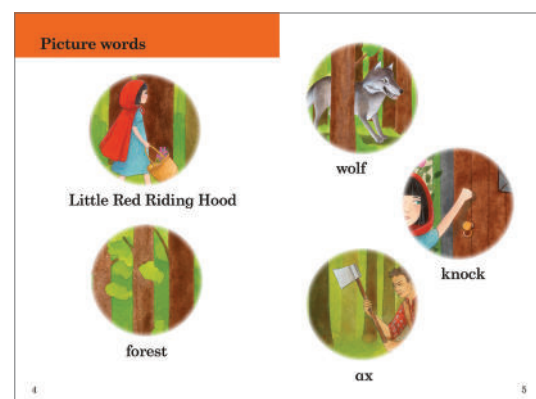 Picture words
Little Red Riding Hood
forest
4
wolf
knock
ax
5